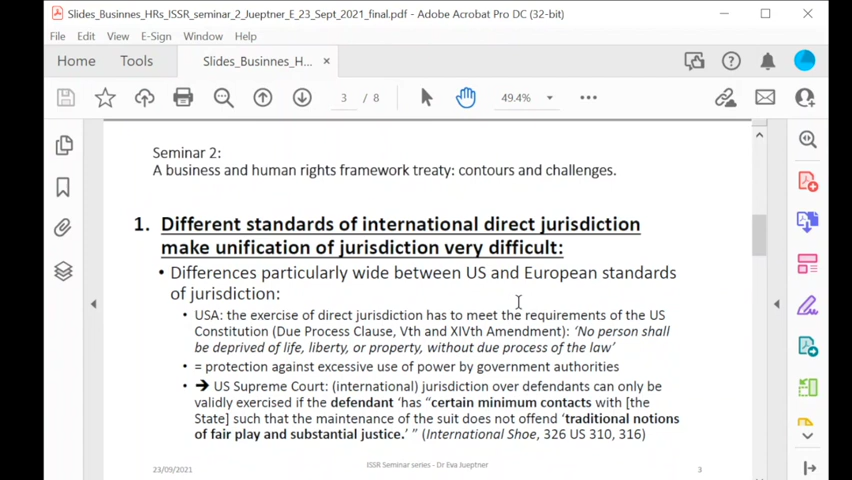 Slides_Businnes_HRs_ISSR_seminar_2_Jueptner_E_23_Sept_2021_final.pdf - Adobe Acrobat Pro DC (32-bit)
File Edit View E-Sign Window Help
Home Tools Slides_Businnes_H... ×
3 / 8 49.4%
Seminar 2:
A business and human rights framework treaty: contours and challenges.
1. Different standards of international direct jurisdiction
make unification of jurisdiction very difficult:
• Differences particularly wide between US and European standards
of jurisdiction:
• USA: the exercise of direct jurisdiction has to meet the requirements of the US
Constitution (Due Process Clause, Vth and XIVth Amendment): ‘No person shall
be deprived of life, liberty, or property, without due process of the law’
• = protection against excessive use of power by government authorities
• ➔ US Supreme Court: (international) jurisdiction over defendants can only be
validly exercised if the defendant ‘has “certain minimum contacts with [the
State] such that the maintenance of the suit does not offend ‘traditional notions
of fair play and substantial justice.’ ” (International Shoe, 326 US 310, 316)
23/09/2021 ISSR Seminar series - Dr Eva Jueptner 3